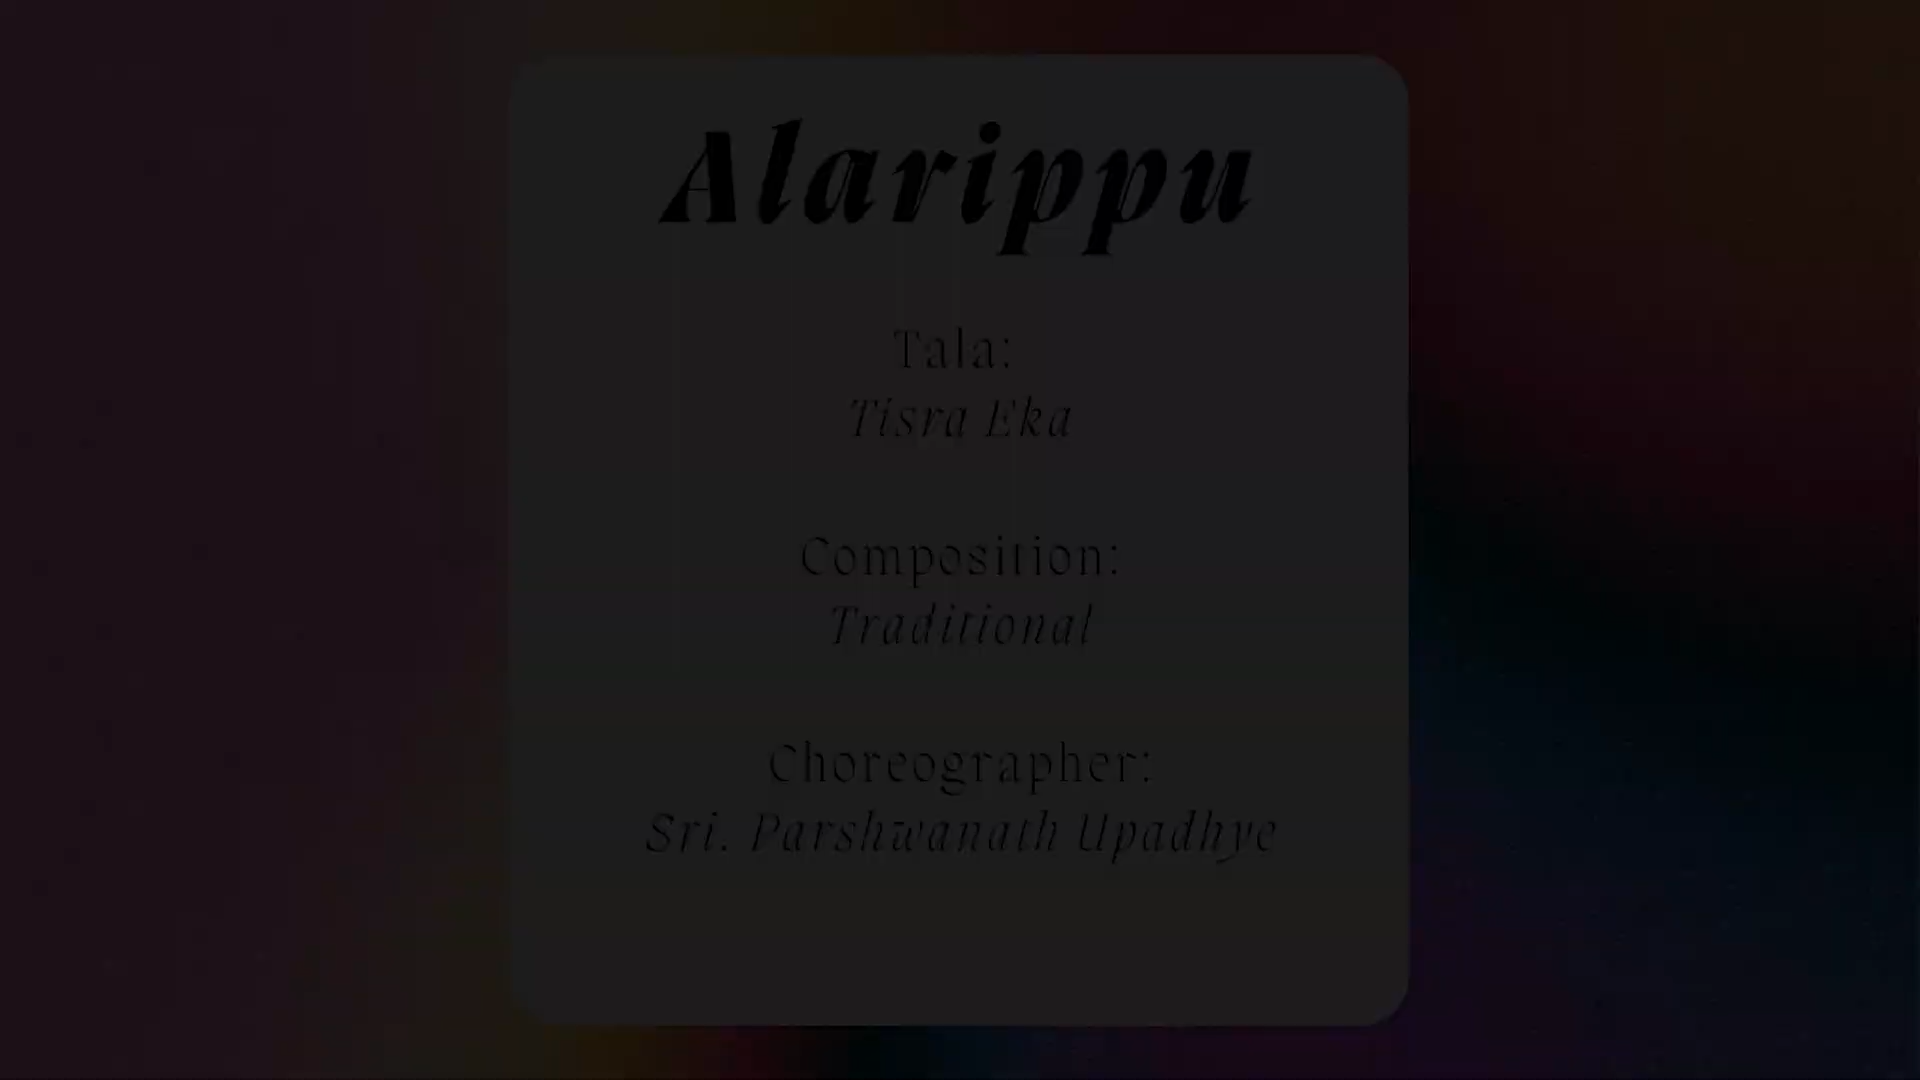 Alarippu
Tala:
Tisra Eka
Composition:
Traditional
Choreographer:
Sri. Parshwanath Upadhye